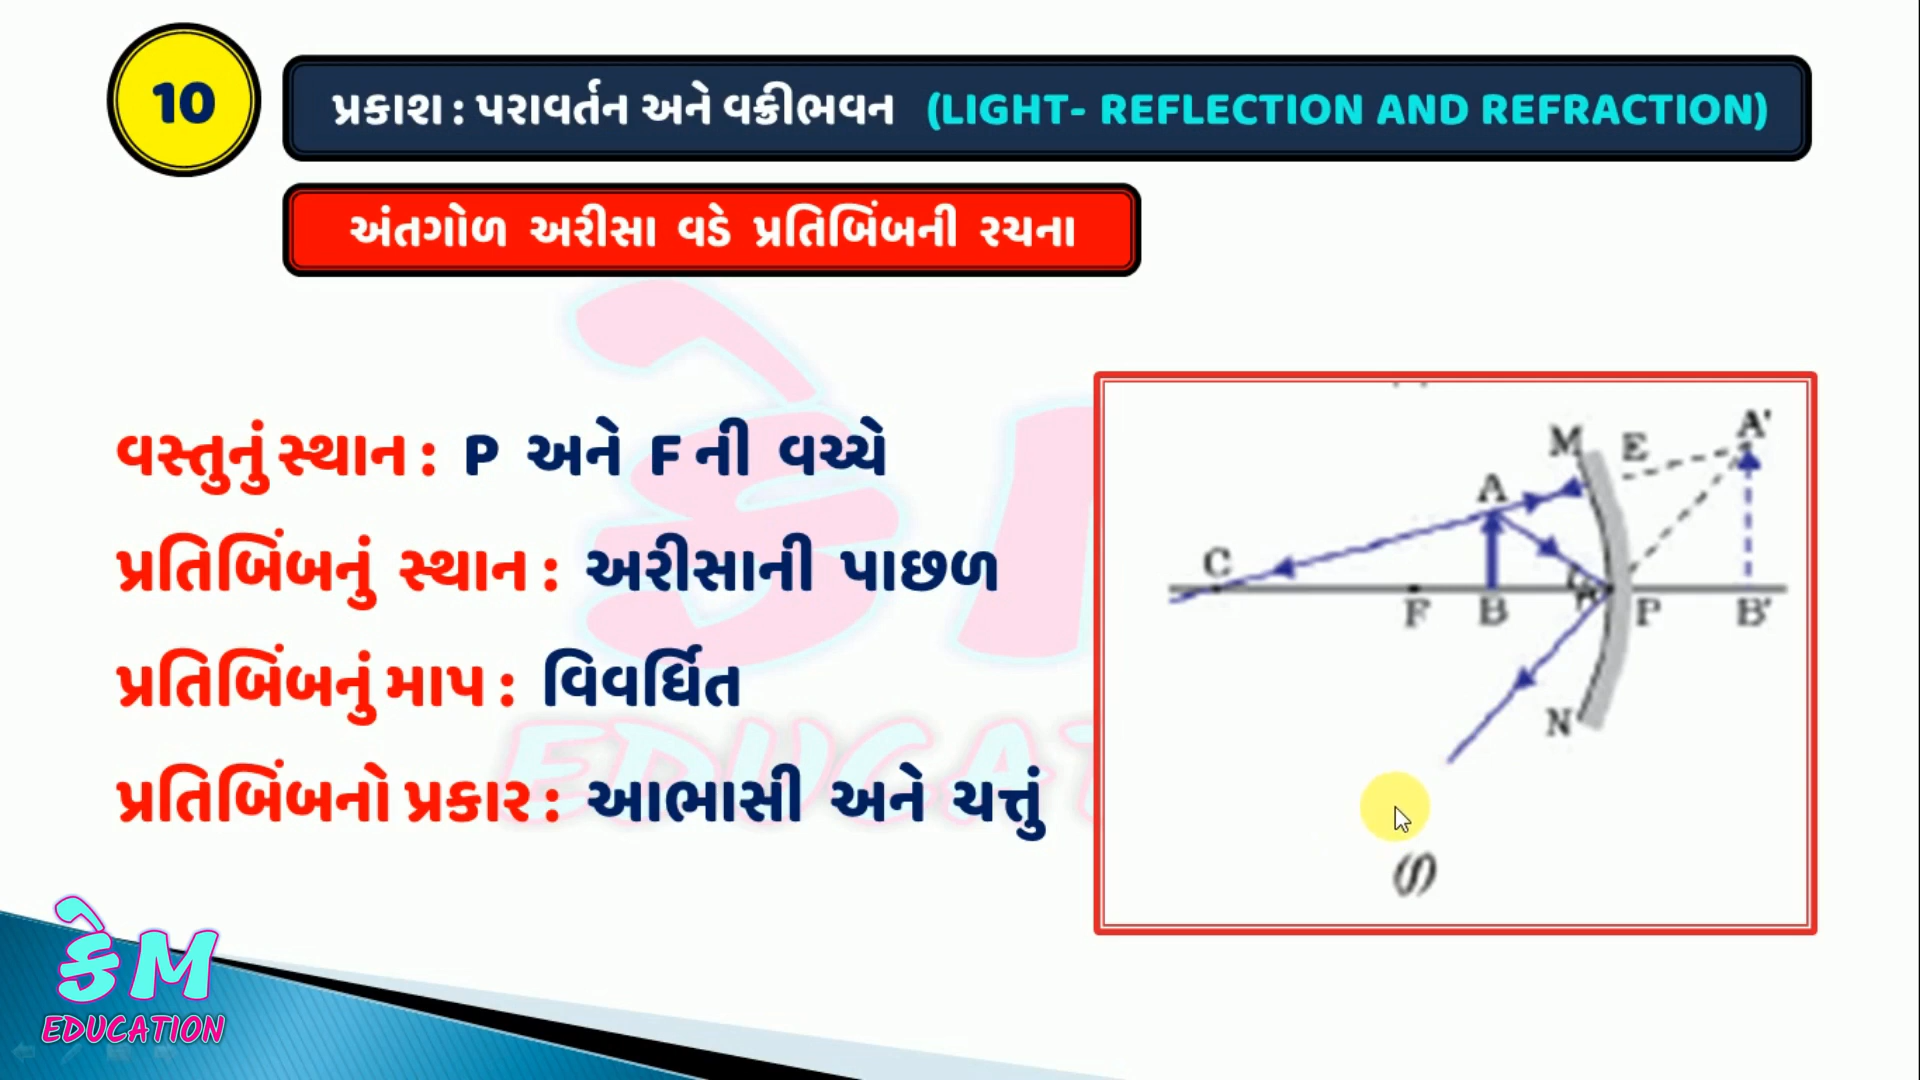 10
પ્રકાશ : પરાવર્તન અને વક્રીભવન (LIGHT- REFLECTION AND REFRACTION)
અંતગોળ અરીસા વડે પ્રતિબિંબની રચના
વસ્તુનું સ્થાન : P અને F ની વચ્ચે
પ્રતિબિંબનું સ્થાન : અરીસાની પાછળ
પ્રતિબિંબનું માપ : વિવર્ધિત
પ્રતિબિંબનો પ્રકાર : આભાસી અને ચત્તું
M E A'
A
C
F B P B'
N
(f)
કેM
EDUCATION